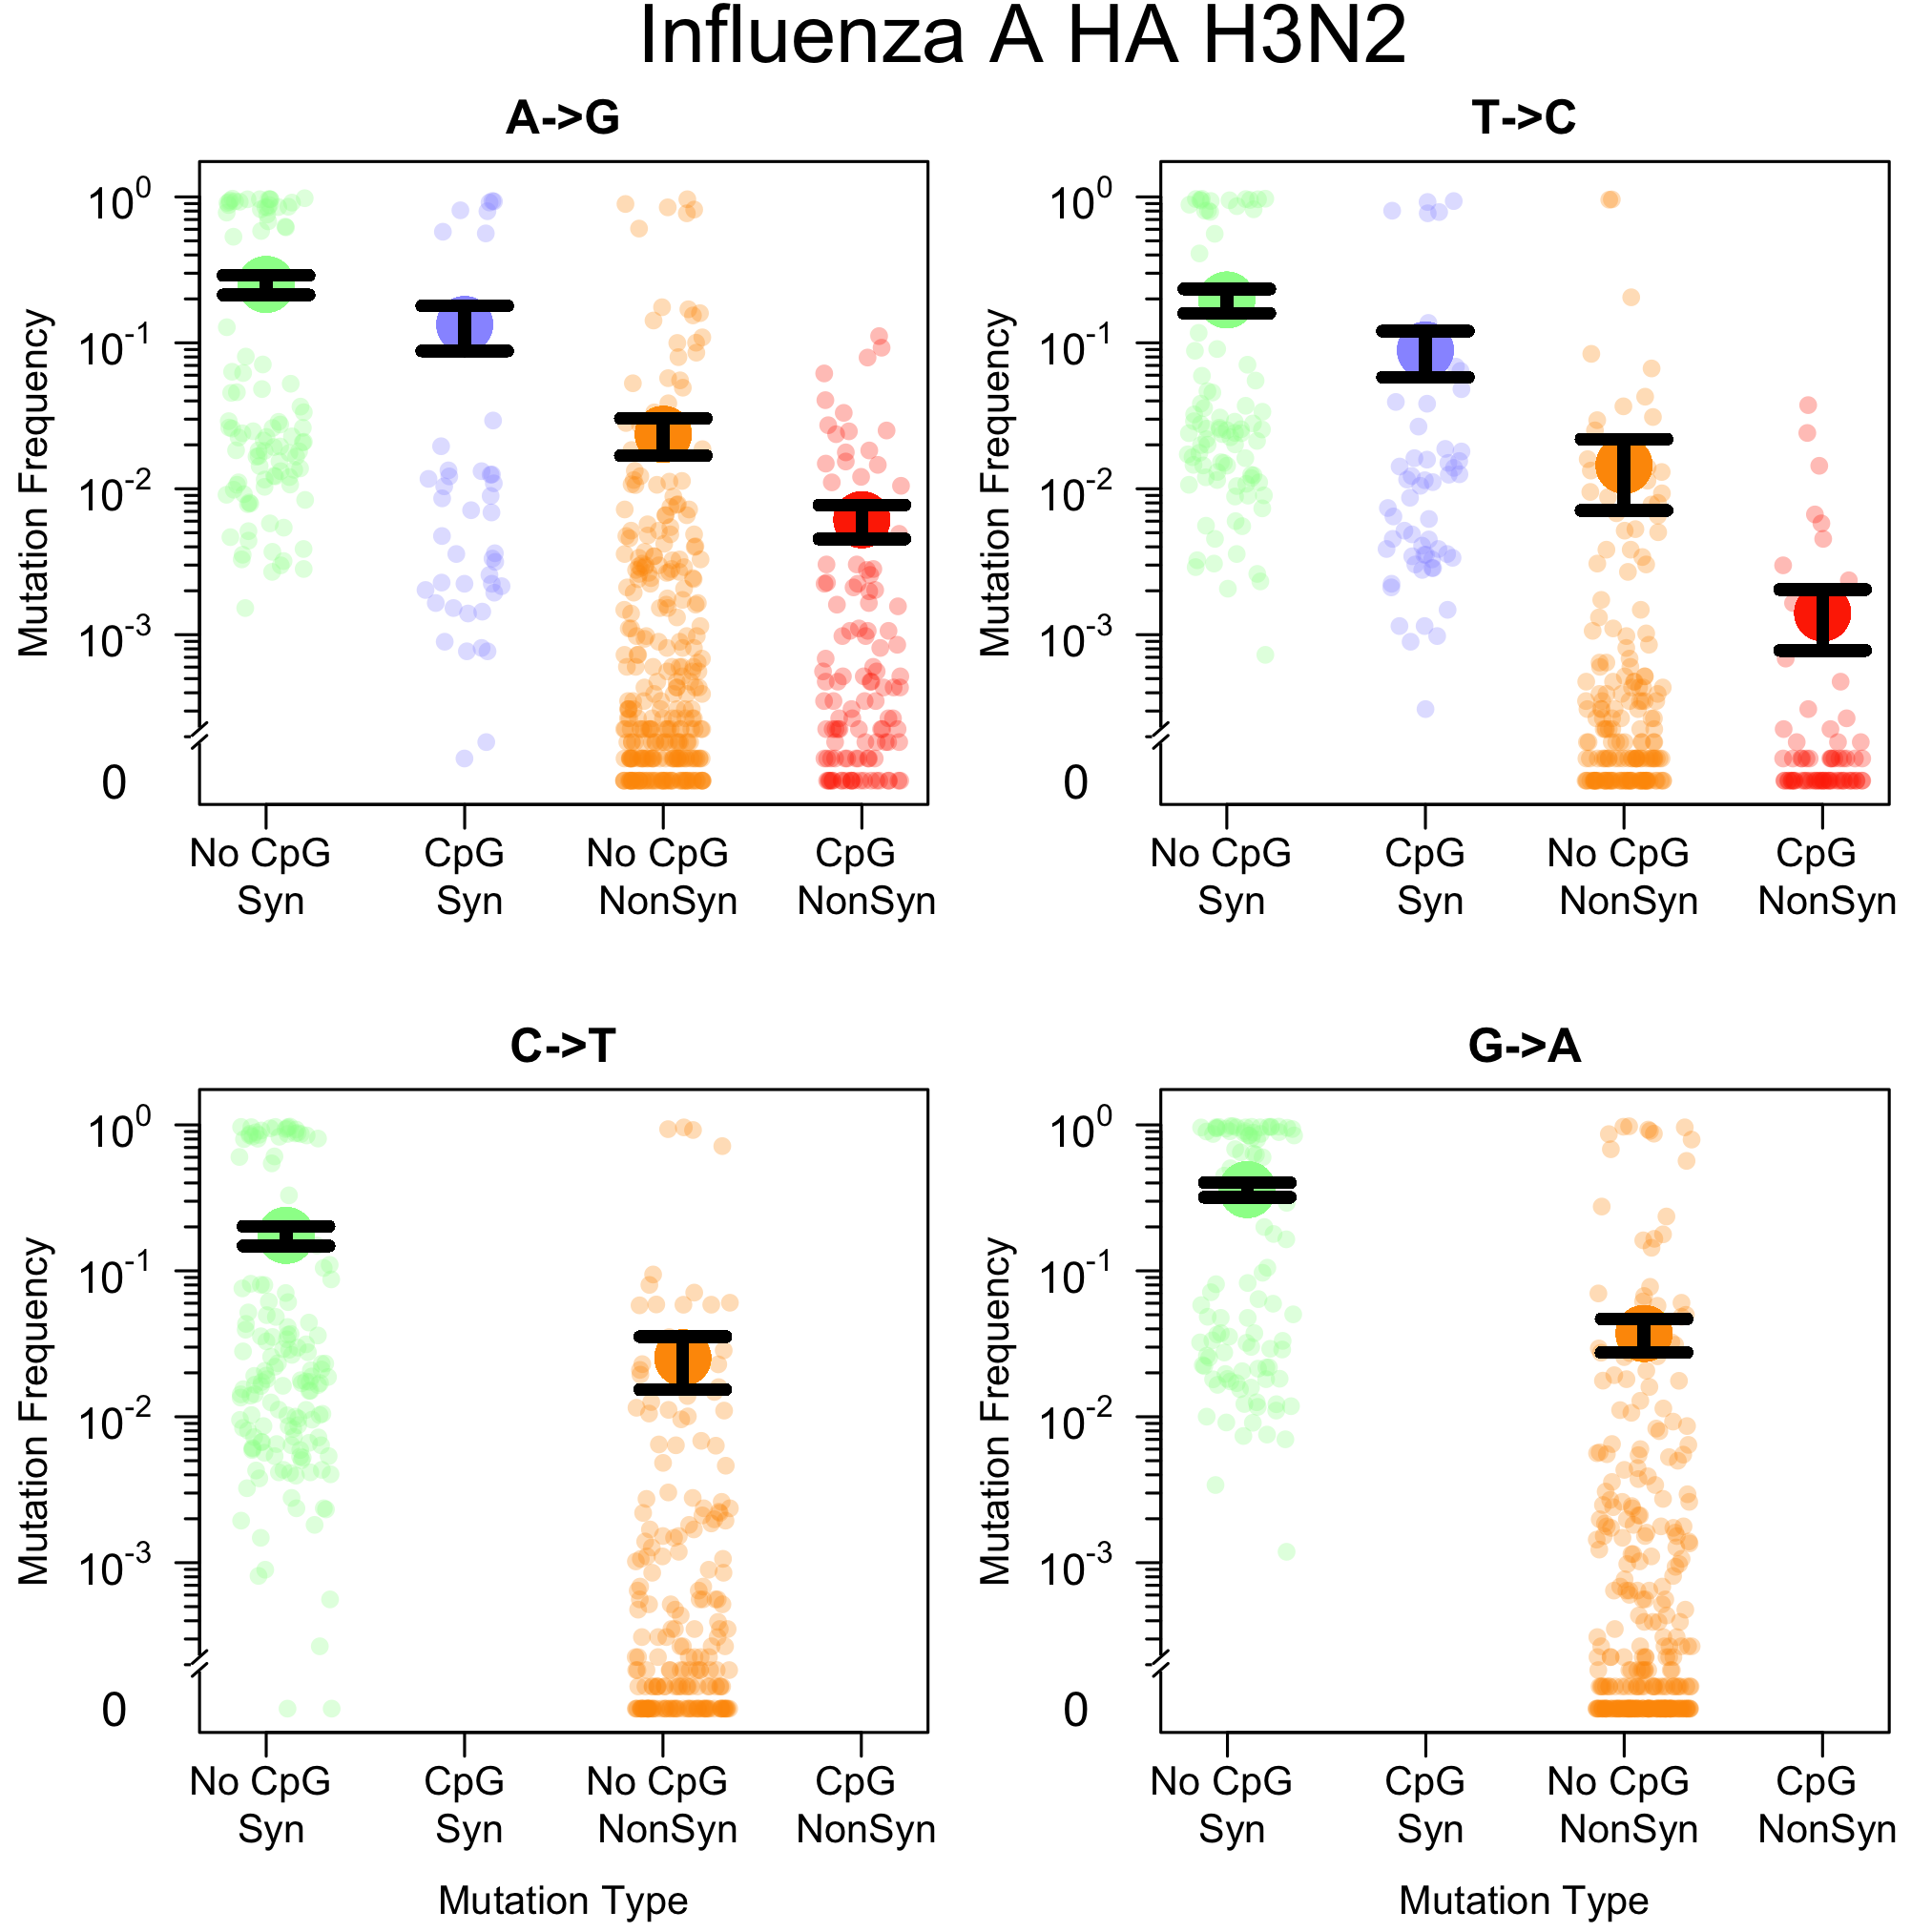 Influenza A HA H3N2
A->G
Mutation Frequency
10^0
10^-1
10^-2
10^-3
0
No CpG Syn
CpG Syn
No CpG NonSyn
CpG NonSyn
T->C
Mutation Frequency
10^0
10^-1
10^-2
10^-3
0
No CpG Syn
CpG Syn
No CpG NonSyn
CpG NonSyn
C->T
Mutation Frequency
10^0
10^-1
10^-2
10^-3
0
No CpG Syn
CpG Syn
No CpG NonSyn
CpG NonSyn
Mutation Type
G->A
Mutation Frequency
10^0
10^-1
10^-2
10^-3
0
No CpG Syn
CpG Syn
No CpG NonSyn
CpG NonSyn
Mutation Type